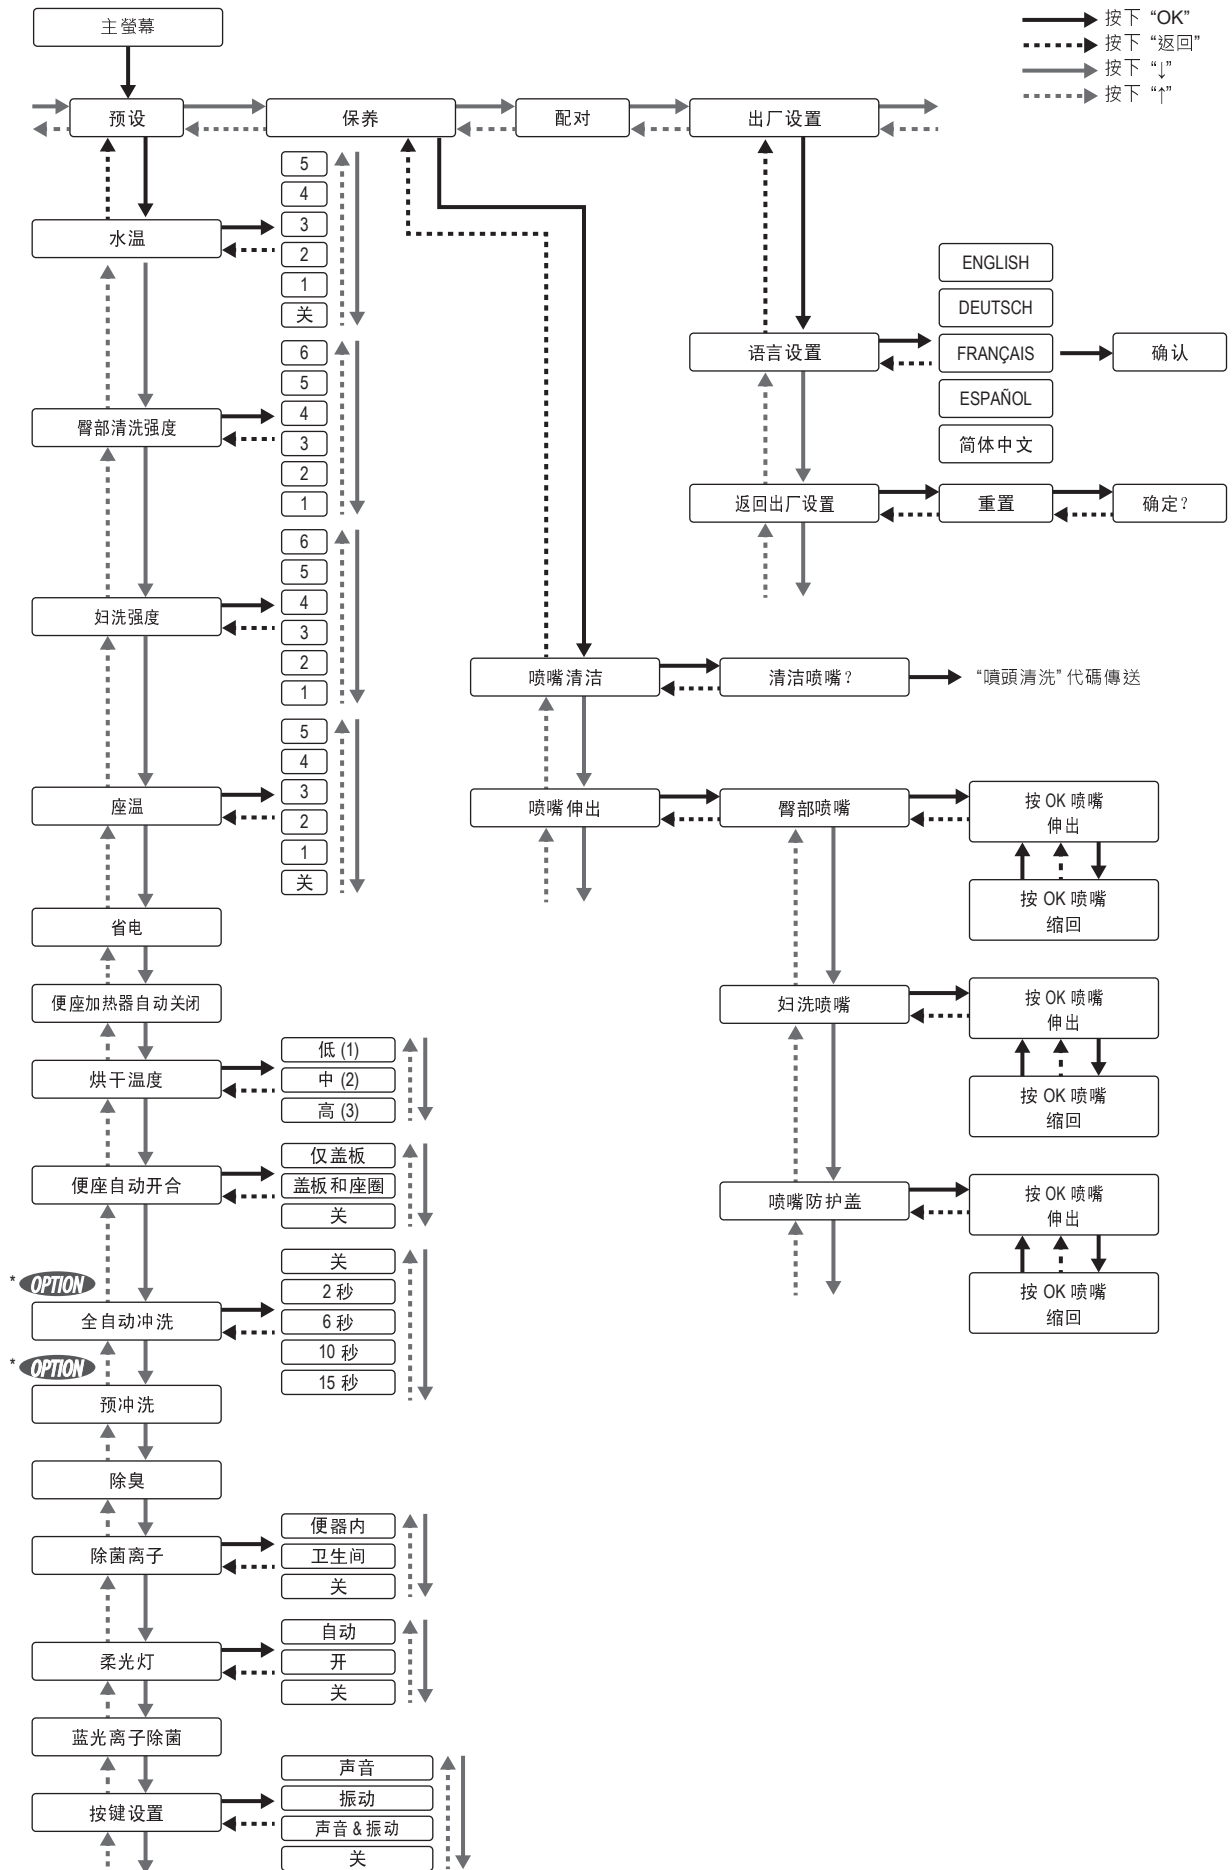 主螢幕
按下 “OK”
按下 “返回”
按下 “↓”
按下 “↑”
预设
保养
配对
出厂设置
水温
5
4
3
2
1
关
臀部清洗强度
6
5
4
3
2
1
妇洗强度
6
5
4
3
2
1
座温
5
4
3
2
1
关
省电
便座加热器自动关闭
烘干温度
低 (1)
中 (2)
高 (3)
便座自动开合
仅盖板
盖板和座圈
关
* OPTION
全自动冲洗
关
2 秒
6 秒
10 秒
15 秒
* OPTION
预冲洗
除臭
除菌离子
便器内
卫生间
关
柔光灯
自动
开
关
蓝光离子除菌
按键设置
声音
振动
声音 & 振动
关
喷嘴清洁
清洁喷嘴？
“噴頭清洗” 代碼傳送
喷嘴伸出
臀部喷嘴
按 OK 喷嘴
伸出
按 OK 喷嘴
缩回
妇洗喷嘴
按 OK 喷嘴
伸出
按 OK 喷嘴
缩回
喷嘴防护盖
按 OK 喷嘴
伸出
按 OK 喷嘴
缩回
语言设置
ENGLISH
DEUTSCH
FRANÇAIS
ESPAÑOL
简体中文
确认
返回出厂设置
重置
确定？